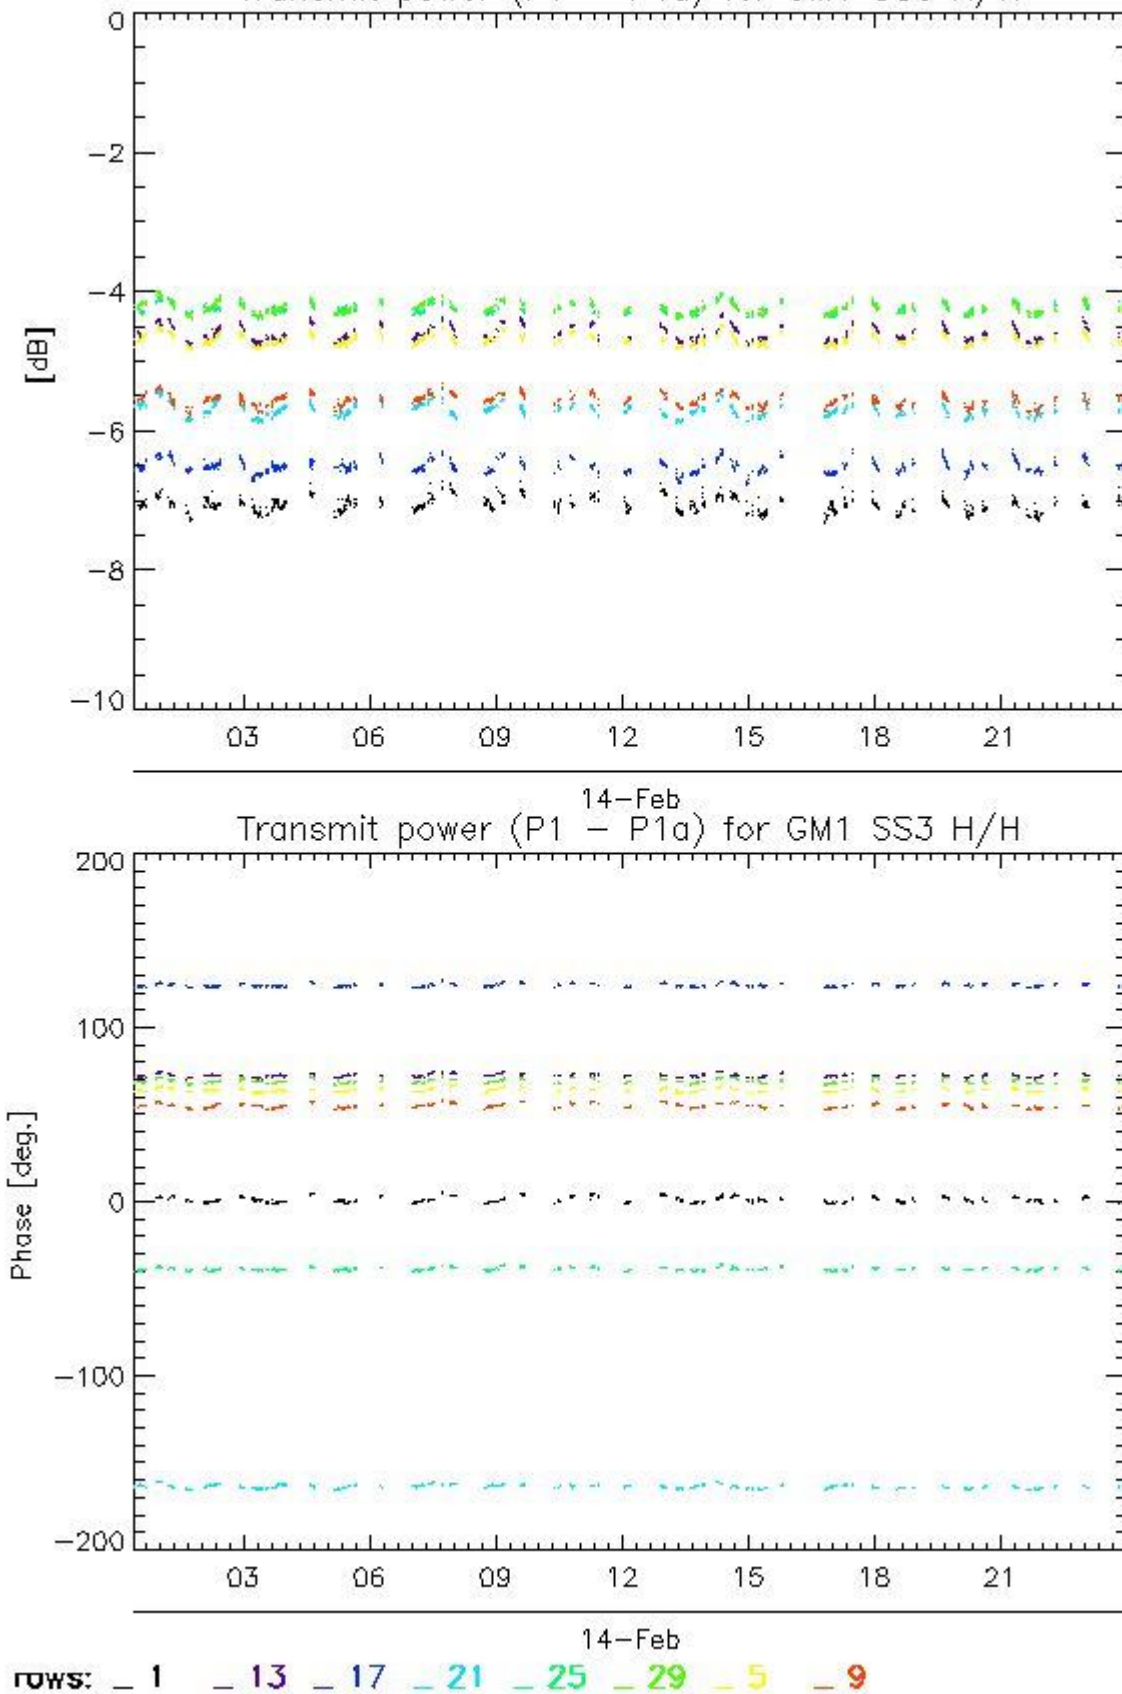 0
-2
-4
[dB]
-6
-8
-10
03 06 09 12 15 18 21
14-Feb
Transmit power (P1 - P1a) for GM1 SS3 H/H
200
100
Phase [deg.]
0
-100
-200
03 06 09 12 15 18 21
14-Feb
rows: _ 1 _ 13 _ 17 _ 21 _ 25 _ 29 _ 5 _ 9